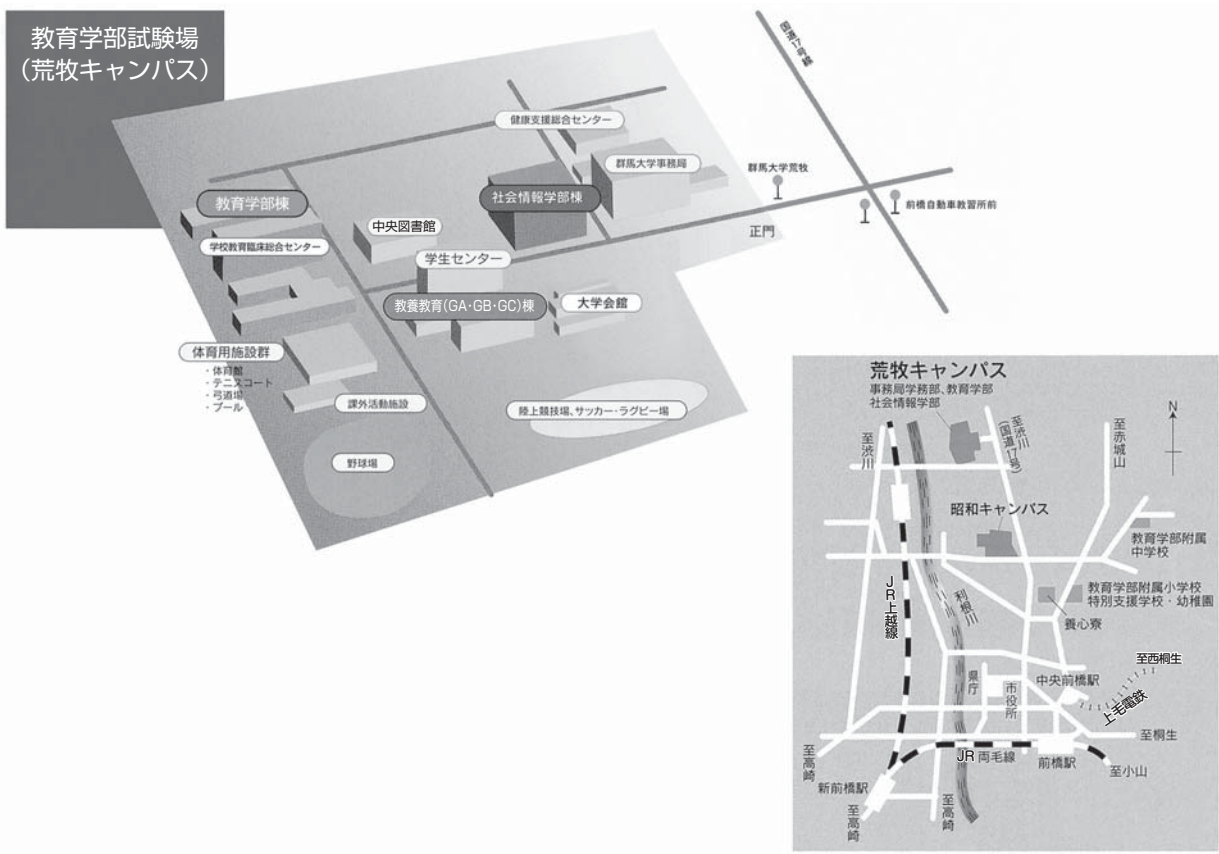 教育学部試験場
（荒牧キャンパス）
国道17号線
健康支援総合センター
群馬大学事務局
群馬大学荒牧
前橋自動車教習所前
正門
教育学部棟
社会情報学部棟
中央図書館
学校教育臨床総合センター
学生センター
教養教育(GA・GB・GC)棟
大学会館
体育用施設群
・体育館
・テニスコート
・弓道場
・プール
課外活動施設
陸上競技場、サッカー・ラグビー場
野球場
荒牧キャンパス
事務局学務部、教育学部
社会情報学部
至渋川
至渋川
(国道17号)
至赤城山
N
昭和キャンパス
教育学部附属
中学校
教育学部附属小学校
特別支援学校・幼稚園
養心寮
JR上越線
利根川
至西桐生
中央前橋駅
上毛電鉄
県庁
市役所
至桐生
JR両毛線
前橋駅
至小山
至高崎
新前橋駅
至高崎
至高崎